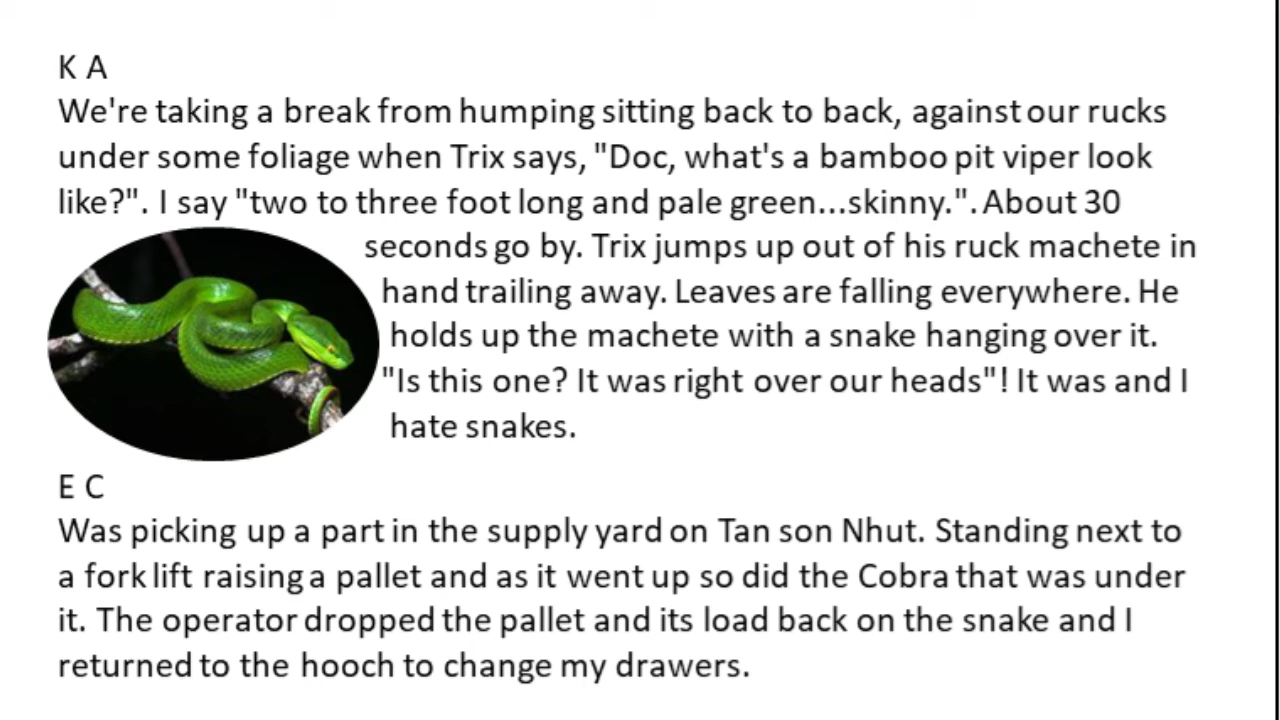 K A
We're taking a break from humping sitting back to back, against our rucks
under some foliage when Trix says, "Doc, what's a bamboo pit viper look
like?". I say "two to three foot long and pale green...skinny.". About 30
seconds go by. Trix jumps up out of his ruck machete in
hand trailing away. Leaves are falling everywhere. He
holds up the machete with a snake hanging over it.
"Is this one? It was right over our heads"! It was and I
hate snakes.
E C
Was picking up a part in the supply yard on Tan son Nhut. Standing next to
a fork lift raising a pallet and as it went up so did the Cobra that was under
it. The operator dropped the pallet and its load back on the snake and I
returned to the hooch to change my drawers.